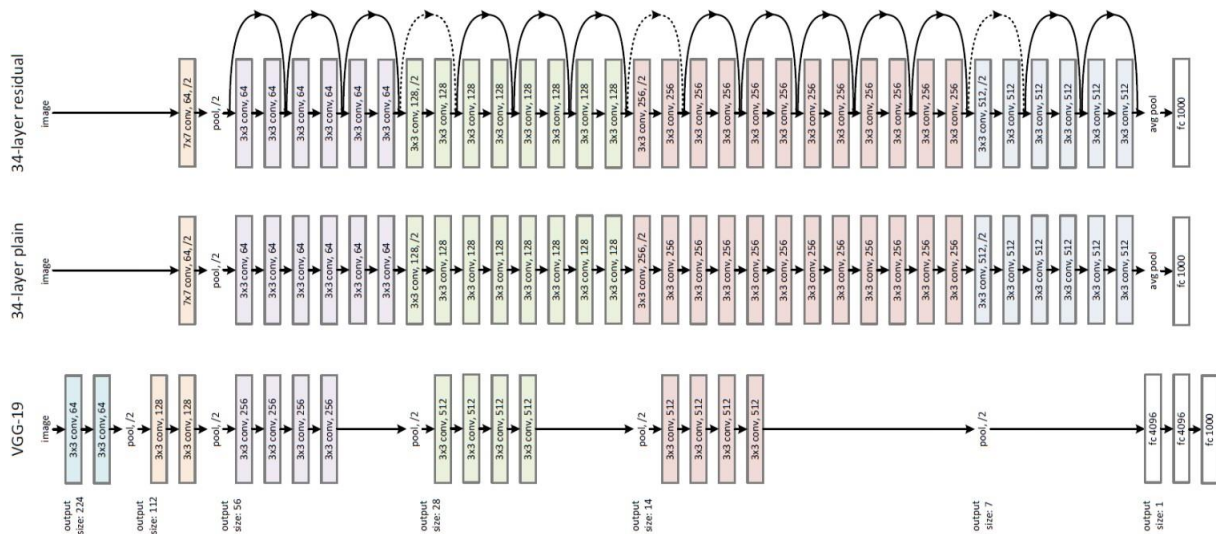 output
size: 224
output
size: 112
output
size: 56
output
size: 28
output
size: 14
output
size: 7
output
size: 1
VGG-19
image
3x3 conv, 64
3x3 conv, 64
pool, /2
3x3 conv, 128
3x3 conv, 128
pool, /2
3x3 conv, 256
3x3 conv, 256
3x3 conv, 256
3x3 conv, 256
pool, /2
3x3 conv, 512
3x3 conv, 512
3x3 conv, 512
3x3 conv, 512
pool, /2
3x3 conv, 512
3x3 conv, 512
3x3 conv, 512
3x3 conv, 512
pool, /2
fc 4096
fc 4096
fc 1000
34-layer plain
image
7x7 conv, 64, /2
pool, /2
3x3 conv, 64
3x3 conv, 64
3x3 conv, 64
3x3 conv, 64
3x3 conv, 64
3x3 conv, 64
3x3 conv, 128, /2
3x3 conv, 128
3x3 conv, 128
3x3 conv, 128
3x3 conv, 128
3x3 conv, 128
3x3 conv, 128
3x3 conv, 128
3x3 conv, 256, /2
3x3 conv, 256
3x3 conv, 256
3x3 conv, 256
3x3 conv, 256
3x3 conv, 256
3x3 conv, 256
3x3 conv, 256
3x3 conv, 256
3x3 conv, 256
3x3 conv, 256
3x3 conv, 256
3x3 conv, 512, /2
3x3 conv, 512
3x3 conv, 512
3x3 conv, 512
3x3 conv, 512
3x3 conv, 512
avg pool
fc 1000
34-layer residual
image
7x7 conv, 64, /2
pool, /2
3x3 conv, 64
3x3 conv, 64
3x3 conv, 64
3x3 conv, 64
3x3 conv, 64
3x3 conv, 64
3x3 conv, 128, /2
3x3 conv, 128
3x3 conv, 128
3x3 conv, 128
3x3 conv, 128
3x3 conv, 128
3x3 conv, 128
3x3 conv, 128
3x3 conv, 256, /2
3x3 conv, 256
3x3 conv, 256
3x3 conv, 256
3x3 conv, 256
3x3 conv, 256
3x3 conv, 256
3x3 conv, 256
3x3 conv, 256
3x3 conv, 256
3x3 conv, 256
3x3 conv, 256
3x3 conv, 512, /2
3x3 conv, 512
3x3 conv, 512
3x3 conv, 512
3x3 conv, 512
3x3 conv, 512
avg pool
fc 1000